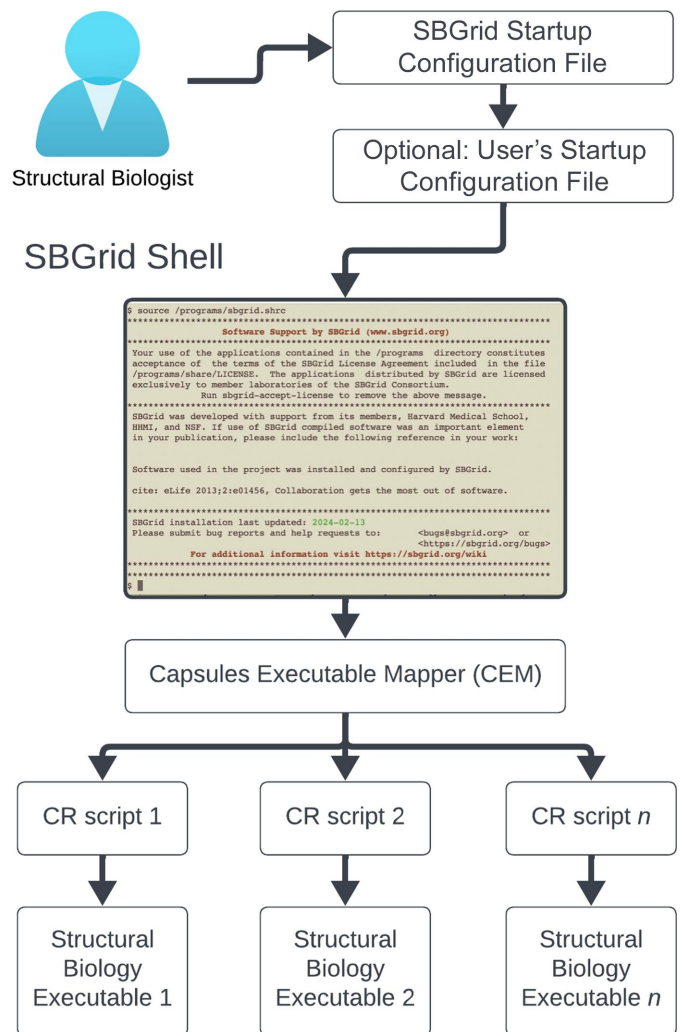 SBGrid Startup
Configuration File
Optional: User's Startup
Configuration File
Structural Biologist
SBGrid Shell
$ source /programs/sbgrid.shrc
********************************************************************************
Software Support by SBGrid (www.sbgrid.org)
********************************************************************************
Your use of the applications contained in the /programs directory constitutes
acceptance of the terms of the SBGrid License Agreement included in the file
/programs/share/LICENSE. The applications distributed by SBGrid are licensed
exclusively to member laboratories of the SBGrid Consortium.
Run sbgrid-accept-license to remove the above message.
********************************************************************************
SBGrid was developed with support from its members, Harvard Medical School,
HHMI, and NSF. If use of SBGrid compiled software was an important element
in your publication, please include the following reference in your work:
Software used in the project was installed and configured by SBGrid.
cite: eLife 2013;2:e01456, Collaboration gets the most out of software.
********************************************************************************
SBGrid installation last updated: 2024-02-13
Please submit bug reports and help requests to: <bugs@sbgrid.org> or
<https://sbgrid.org/bugs>
For additional information visit https://sbgrid.org/wiki
********************************************************************************
********************************************************************************
$
Capsules Executable Mapper (CEM)
CR script 1
CR script 2
CR script n
Structural
Biology
Executable 1
Structural
Biology
Executable 2
Structural
Biology
Executable n